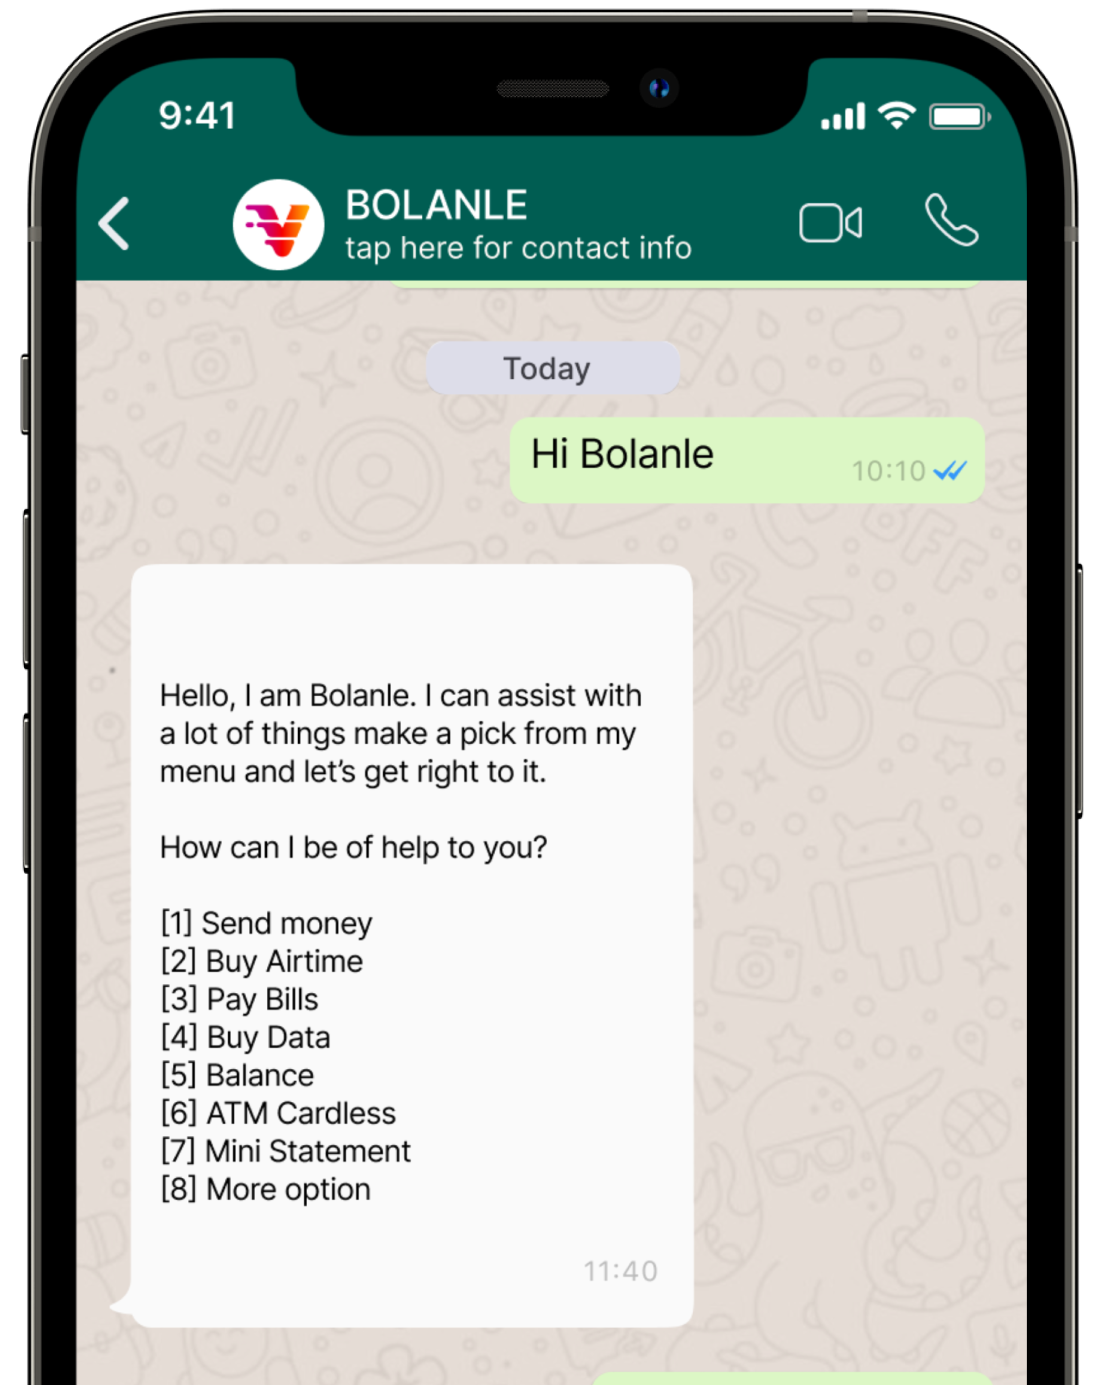 9:41
BOLANLE
tap here for contact info
Today
Hi Bolanle
10:10
Hello, I am Bolanle. I can assist with
a lot of things make a pick from my
menu and let's get right to it.
How can I be of help to you?
[1] Send money
[2] Buy Airtime
[3] Pay Bills
[4] Buy Data
[5] Balance
[6] ATM Cardless
[7] Mini Statement
[8] More option
11:40